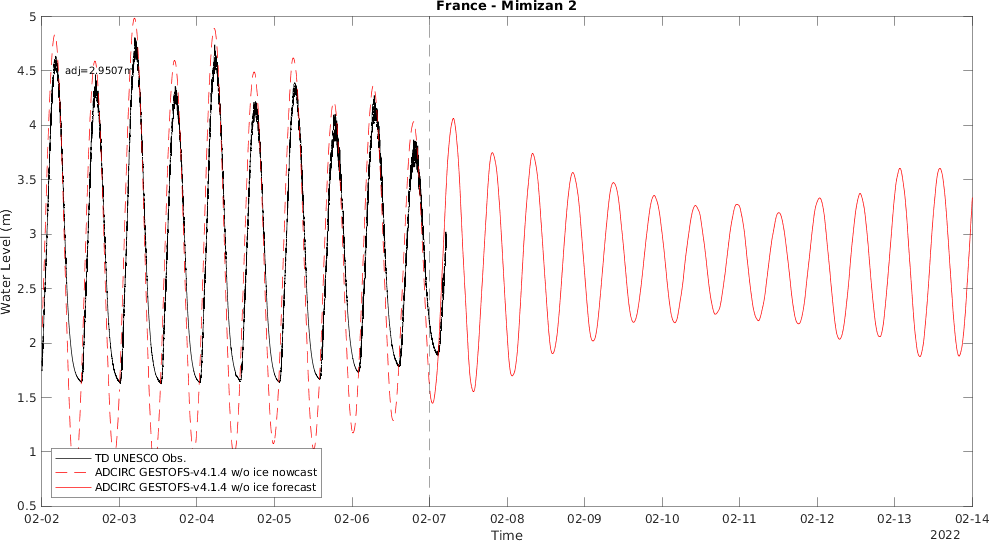 France - Mimizan 2
5
4.5
4
3.5
3
2.5
2
1.5
1
0.5
Water Level (m)
adj=2.9507m
TD UNESCO Obs.
ADCIRC GESTOFS-v4.1.4 w/o ice nowcast
ADCIRC GESTOFS-v4.1.4 w/o ice forecast
02-02 02-03 02-04 02-05 02-06 02-07 02-08 02-09 02-10 02-11 02-12 02-13 02-14
Time
2022